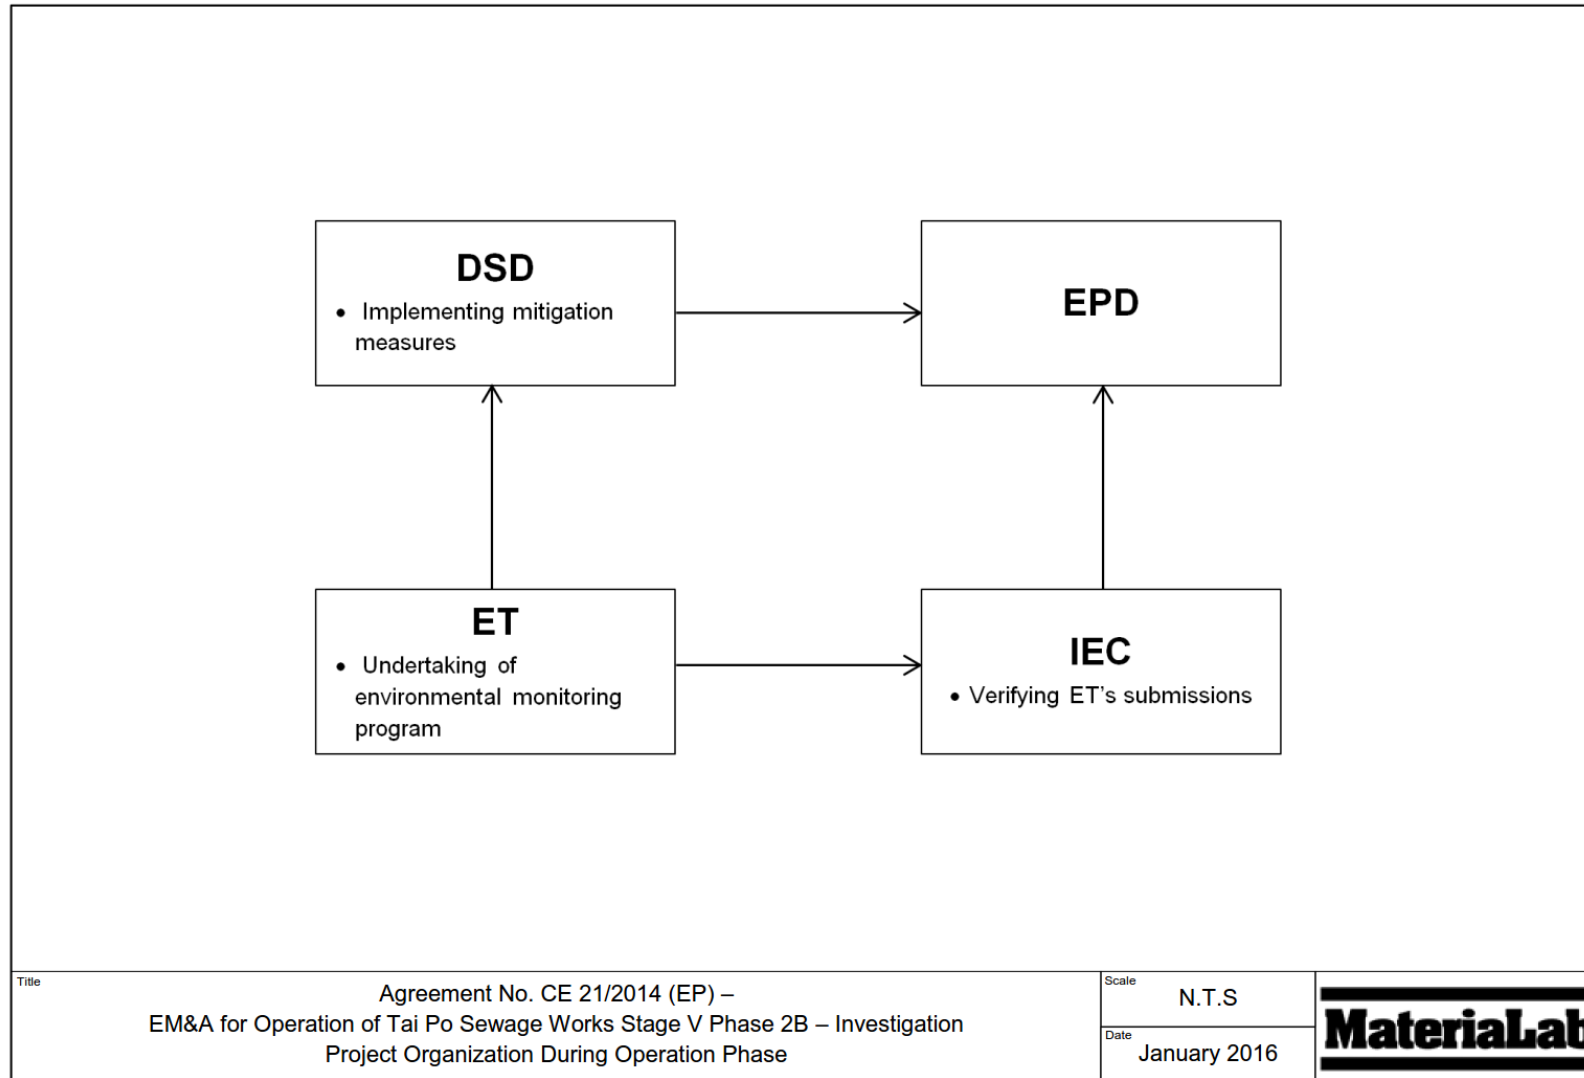 DSD
• Implementing mitigation
measures
EPD
ET
• Undertaking of
environmental monitoring
program
IEC
• Verifying ET’s submissions
Title
Agreement No. CE 21/2014 (EP) –
EM&A for Operation of Tai Po Sewage Works Stage V Phase 2B – Investigation
Project Organization During Operation Phase
Scale
N.T.S
Date
January 2016
MateriaLab